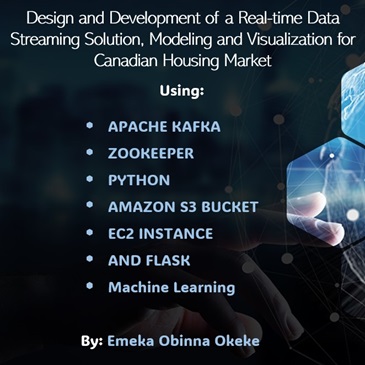 Design and Development of a Real-time Data
Streaming Solution, Modeling and Visualization for
Canadian Housing Market
Using:
• APACHE KAFKA
• ZOOKEEPER
• PYTHON
• AMAZON S3 BUCKET
• EC2 INSTANCE
• AND FLASK
• Machine Learning
By: Emeka Obinna Okeke